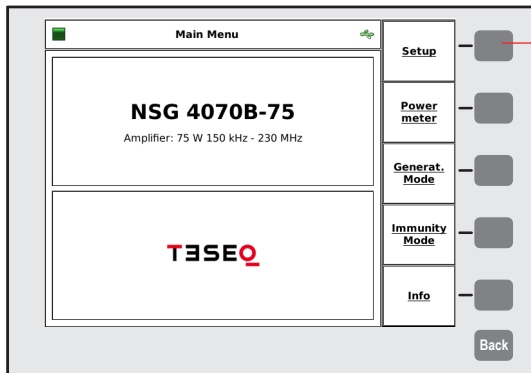 Main Menu
NSG 4070B-75
Amplifier: 75 W 150 kHz - 230 MHz
TESEQ
Setup
Power
meter
Generat.
Mode
Immunity
Mode
Info
Back